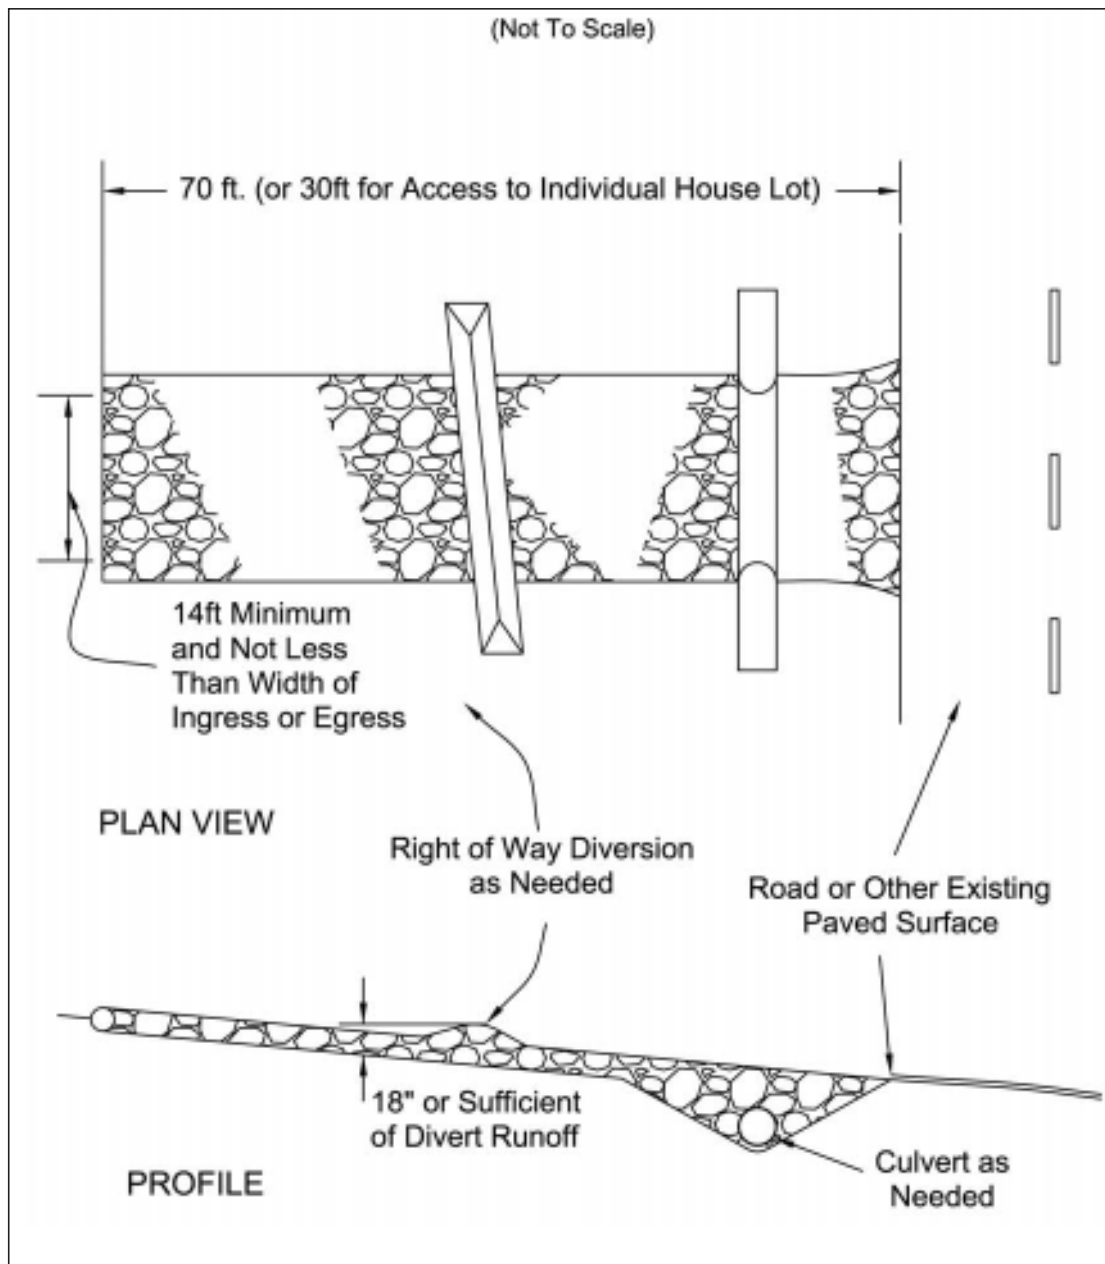 (Not To Scale)
70 ft. (or 30ft for Access to Individual House Lot)
14ft Minimum
and Not Less
Than Width of
Ingress or Egress
PLAN VIEW
Right of Way Diversion
as Needed
Road or Other Existing
Paved Surface
18" or Sufficient
of Divert Runoff
Culvert as
Needed
PROFILE